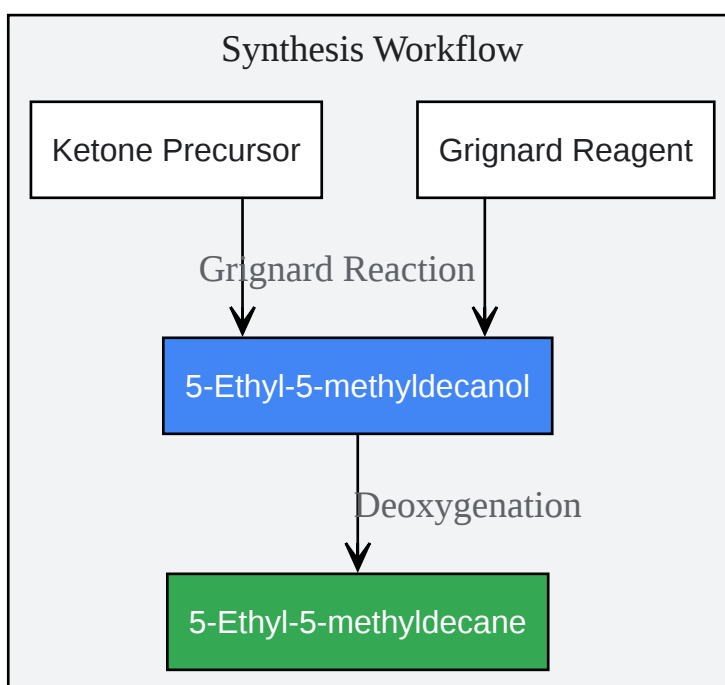 Synthesis Workflow
Ketone Precursor
Grignard Reagent
Grignard Reaction
5-Ethyl-5-methyldecanol
Deoxygenation
5-Ethyl-5-methyldecane